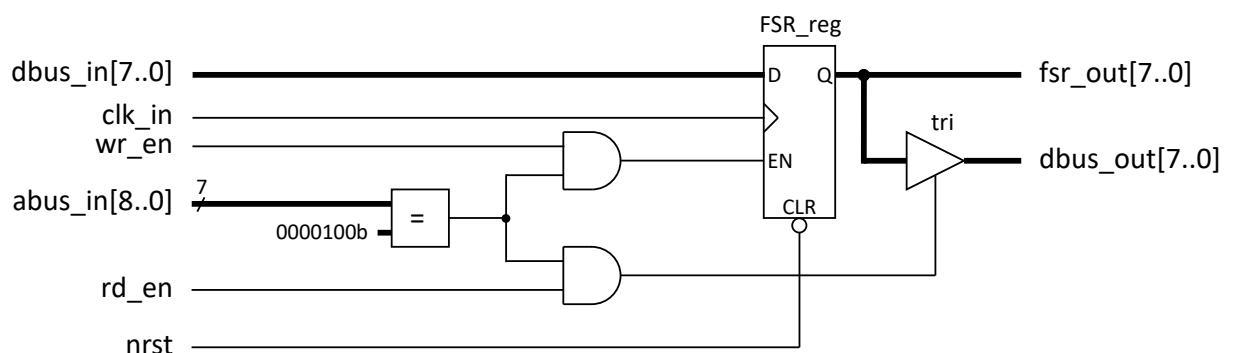 FSR_reg
dbus_in[7..0]
D
Q
fsr_out[7..0]
clk_in
tri
wr_en
EN
dbus_out[7..0]
7
abus_in[8..0]
=
CLR
0000100b
rd_en
nrst